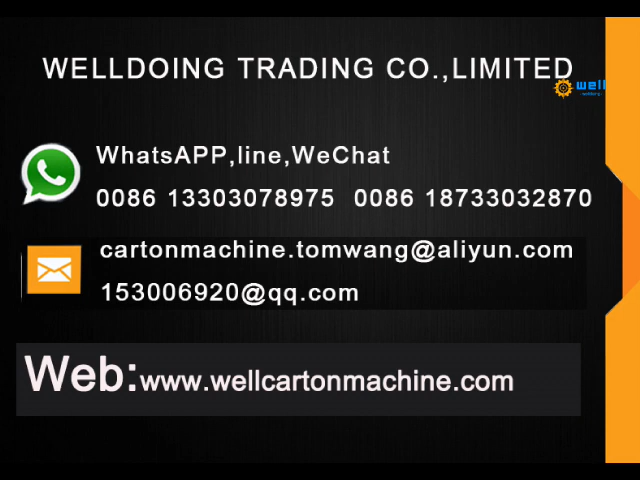 WELLDOING TRADING CO.,LIMITED
well
WhatsAPP,line,WeChat
0086 13303078975 0086 18733032870
cartonmachine.tomwang@aliyun.com
153006920@qq.com
Web:www.wellcartonmachine.com